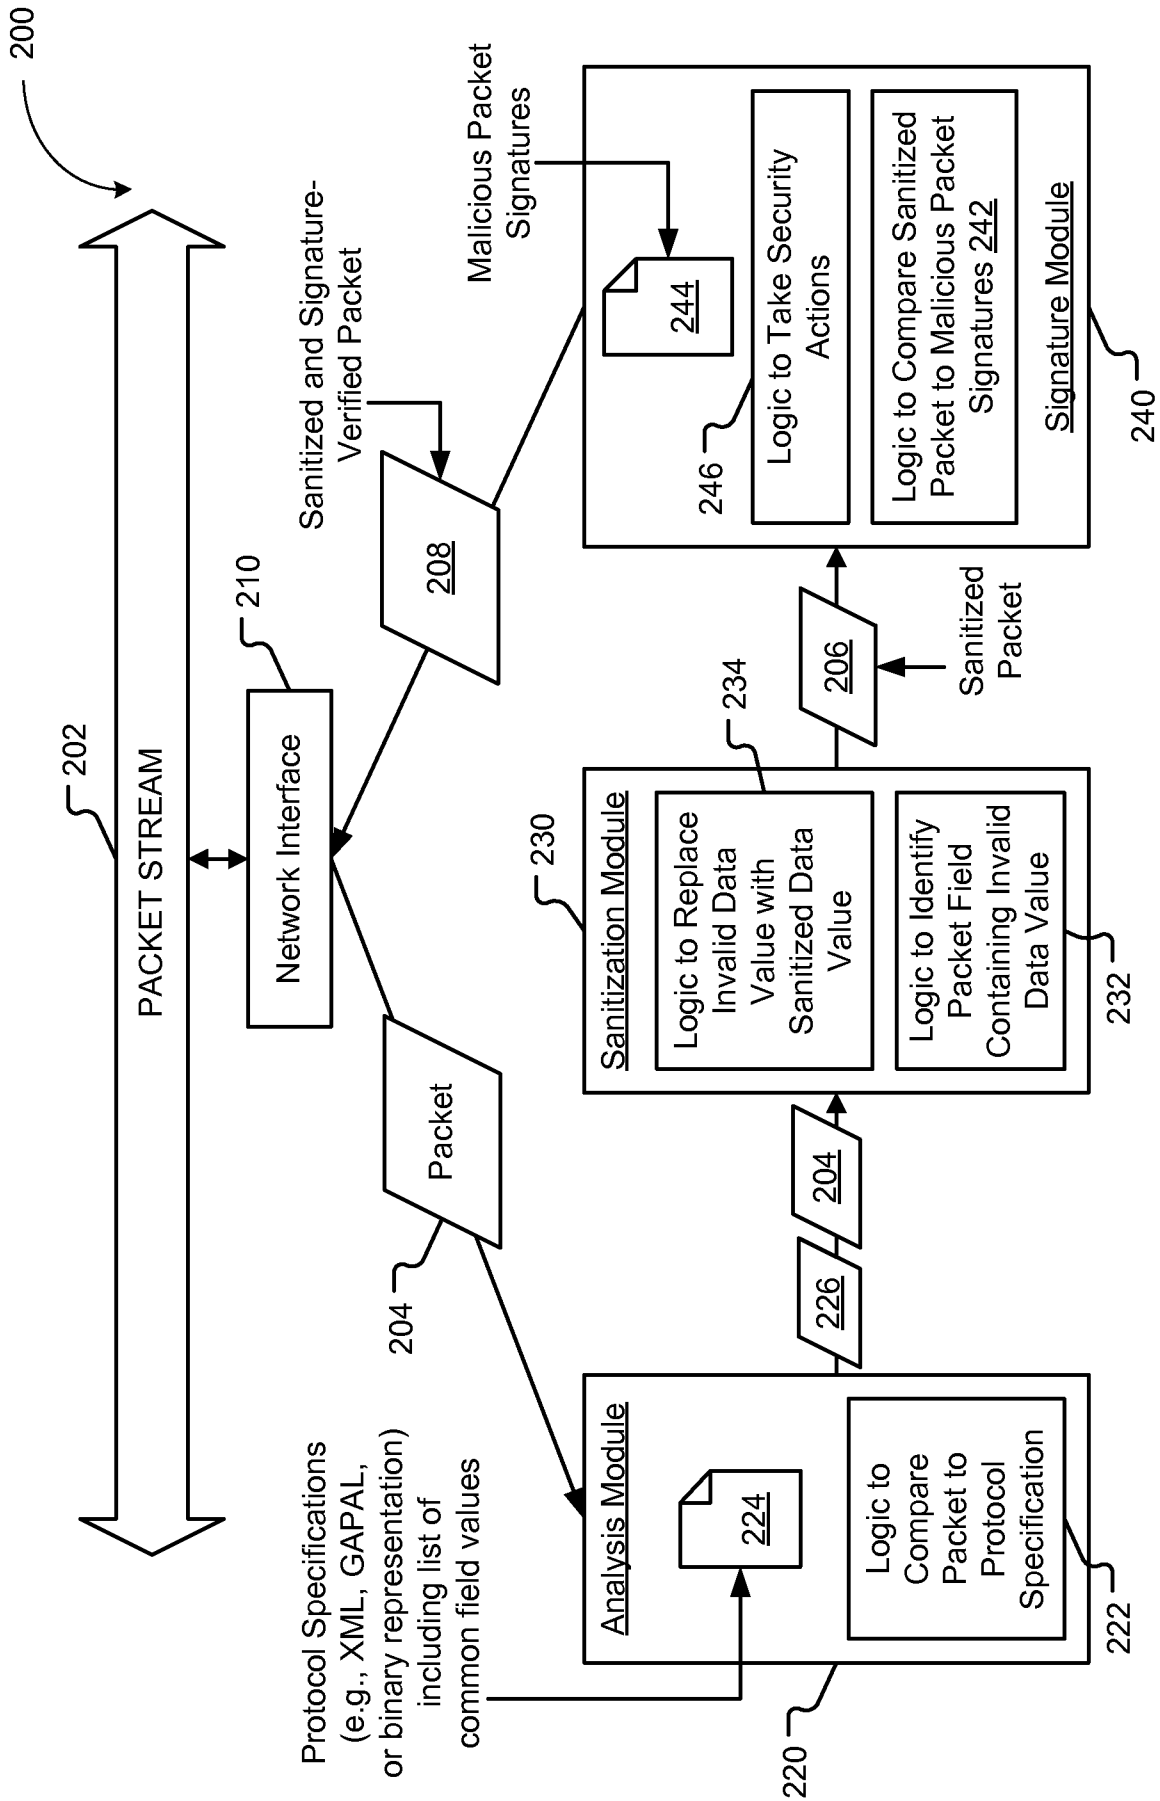 200
202
PACKET STREAM
210
Network Interface
Protocol Specifications
(e.g., XML, GAPAL,
or binary representation)
including list of
common field values
204
Packet
208
Sanitized and Signature-
Verified Packet
Malicious Packet
Signatures
220
Analysis Module
224
Logic to
Compare
Packet to
Protocol
Specification
222
226
204
230
Sanitization Module
Logic to Replace
Invalid Data
Value with
Sanitized Data
Value
234
Logic to Identify
Packet Field
Containing Invalid
Data Value
232
206
Sanitized
Packet
244
246
Logic to Take Security
Actions
Logic to Compare Sanitized
Packet to Malicious Packet
Signatures 242
Signature Module
240